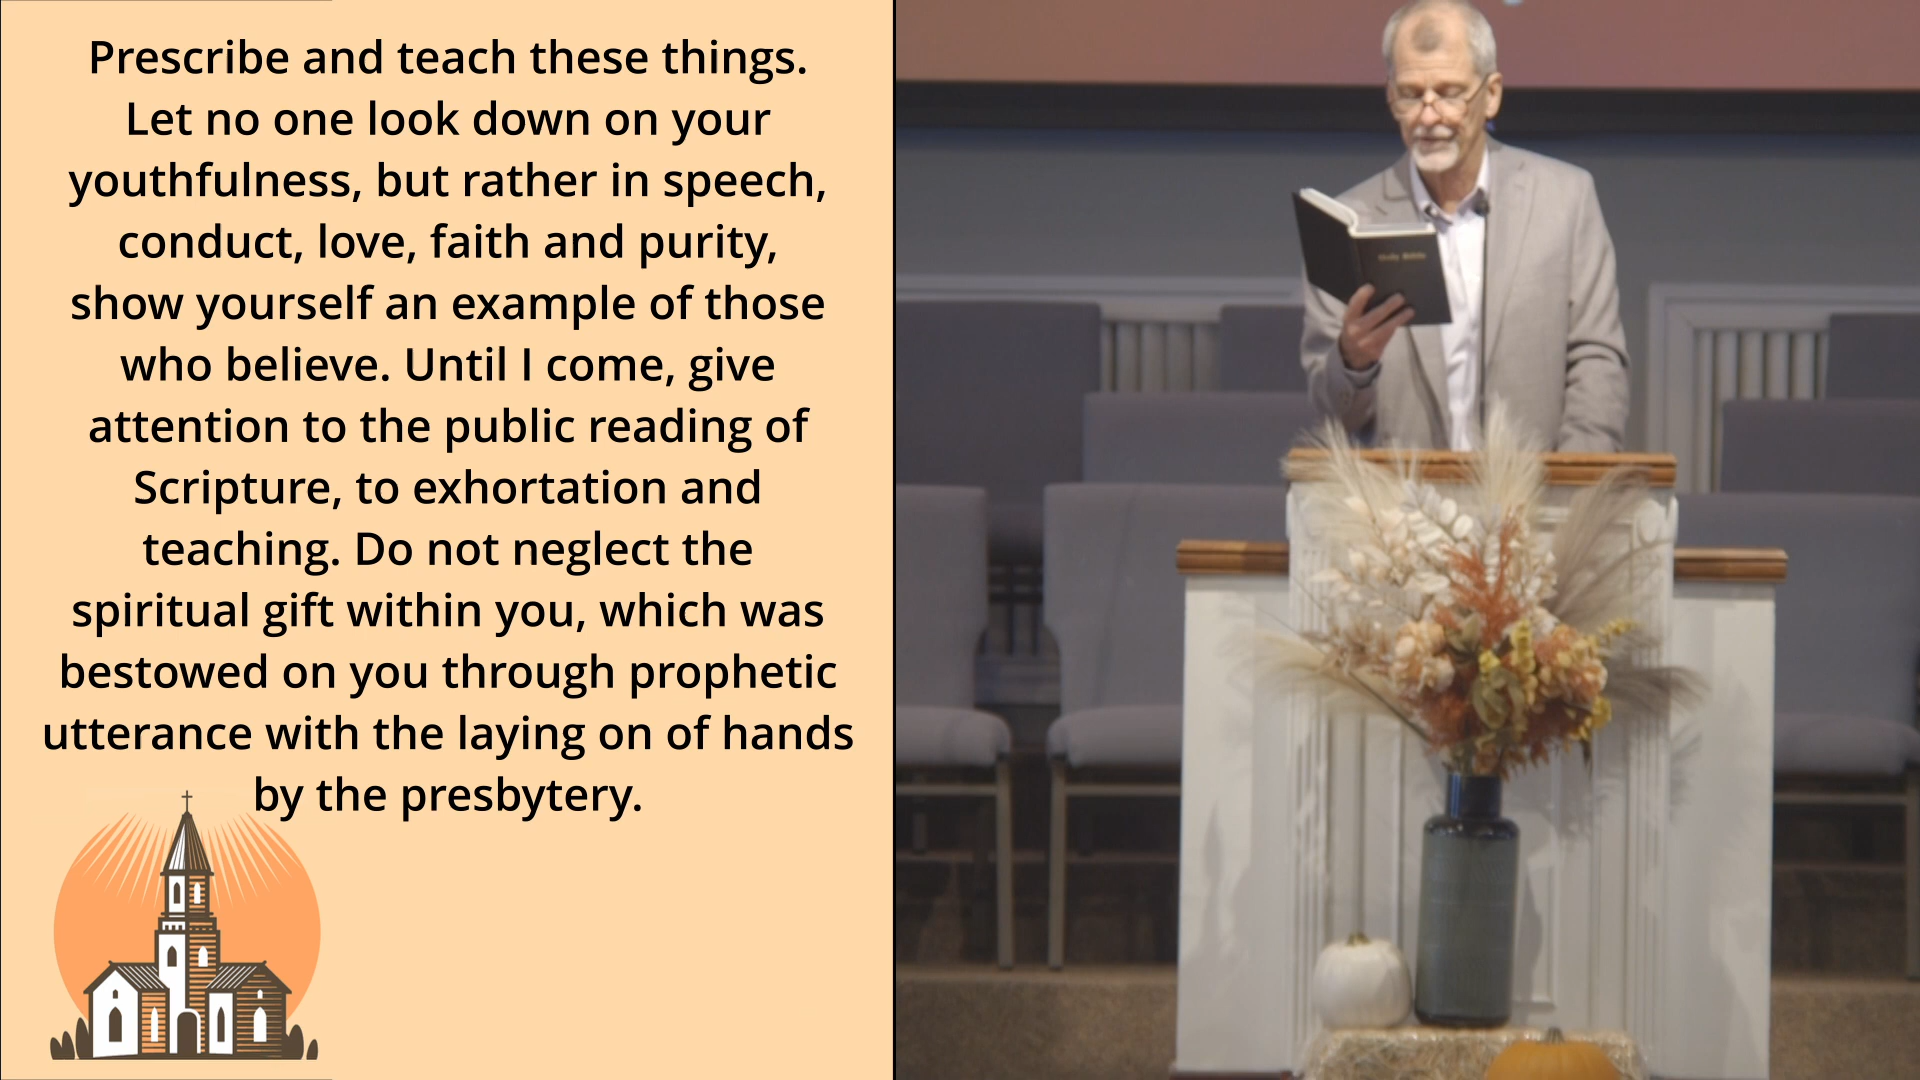 Prescribe and teach these things.
Let no one look down on your
youthfulness, but rather in speech,
conduct, love, faith and purity,
show yourself an example of those
who believe. Until I come, give
attention to the public reading of
Scripture, to exhortation and
teaching. Do not neglect the
spiritual gift within you, which was
bestowed on you through prophetic
utterance with the laying on of hands
by the presbytery.
Holy Bible